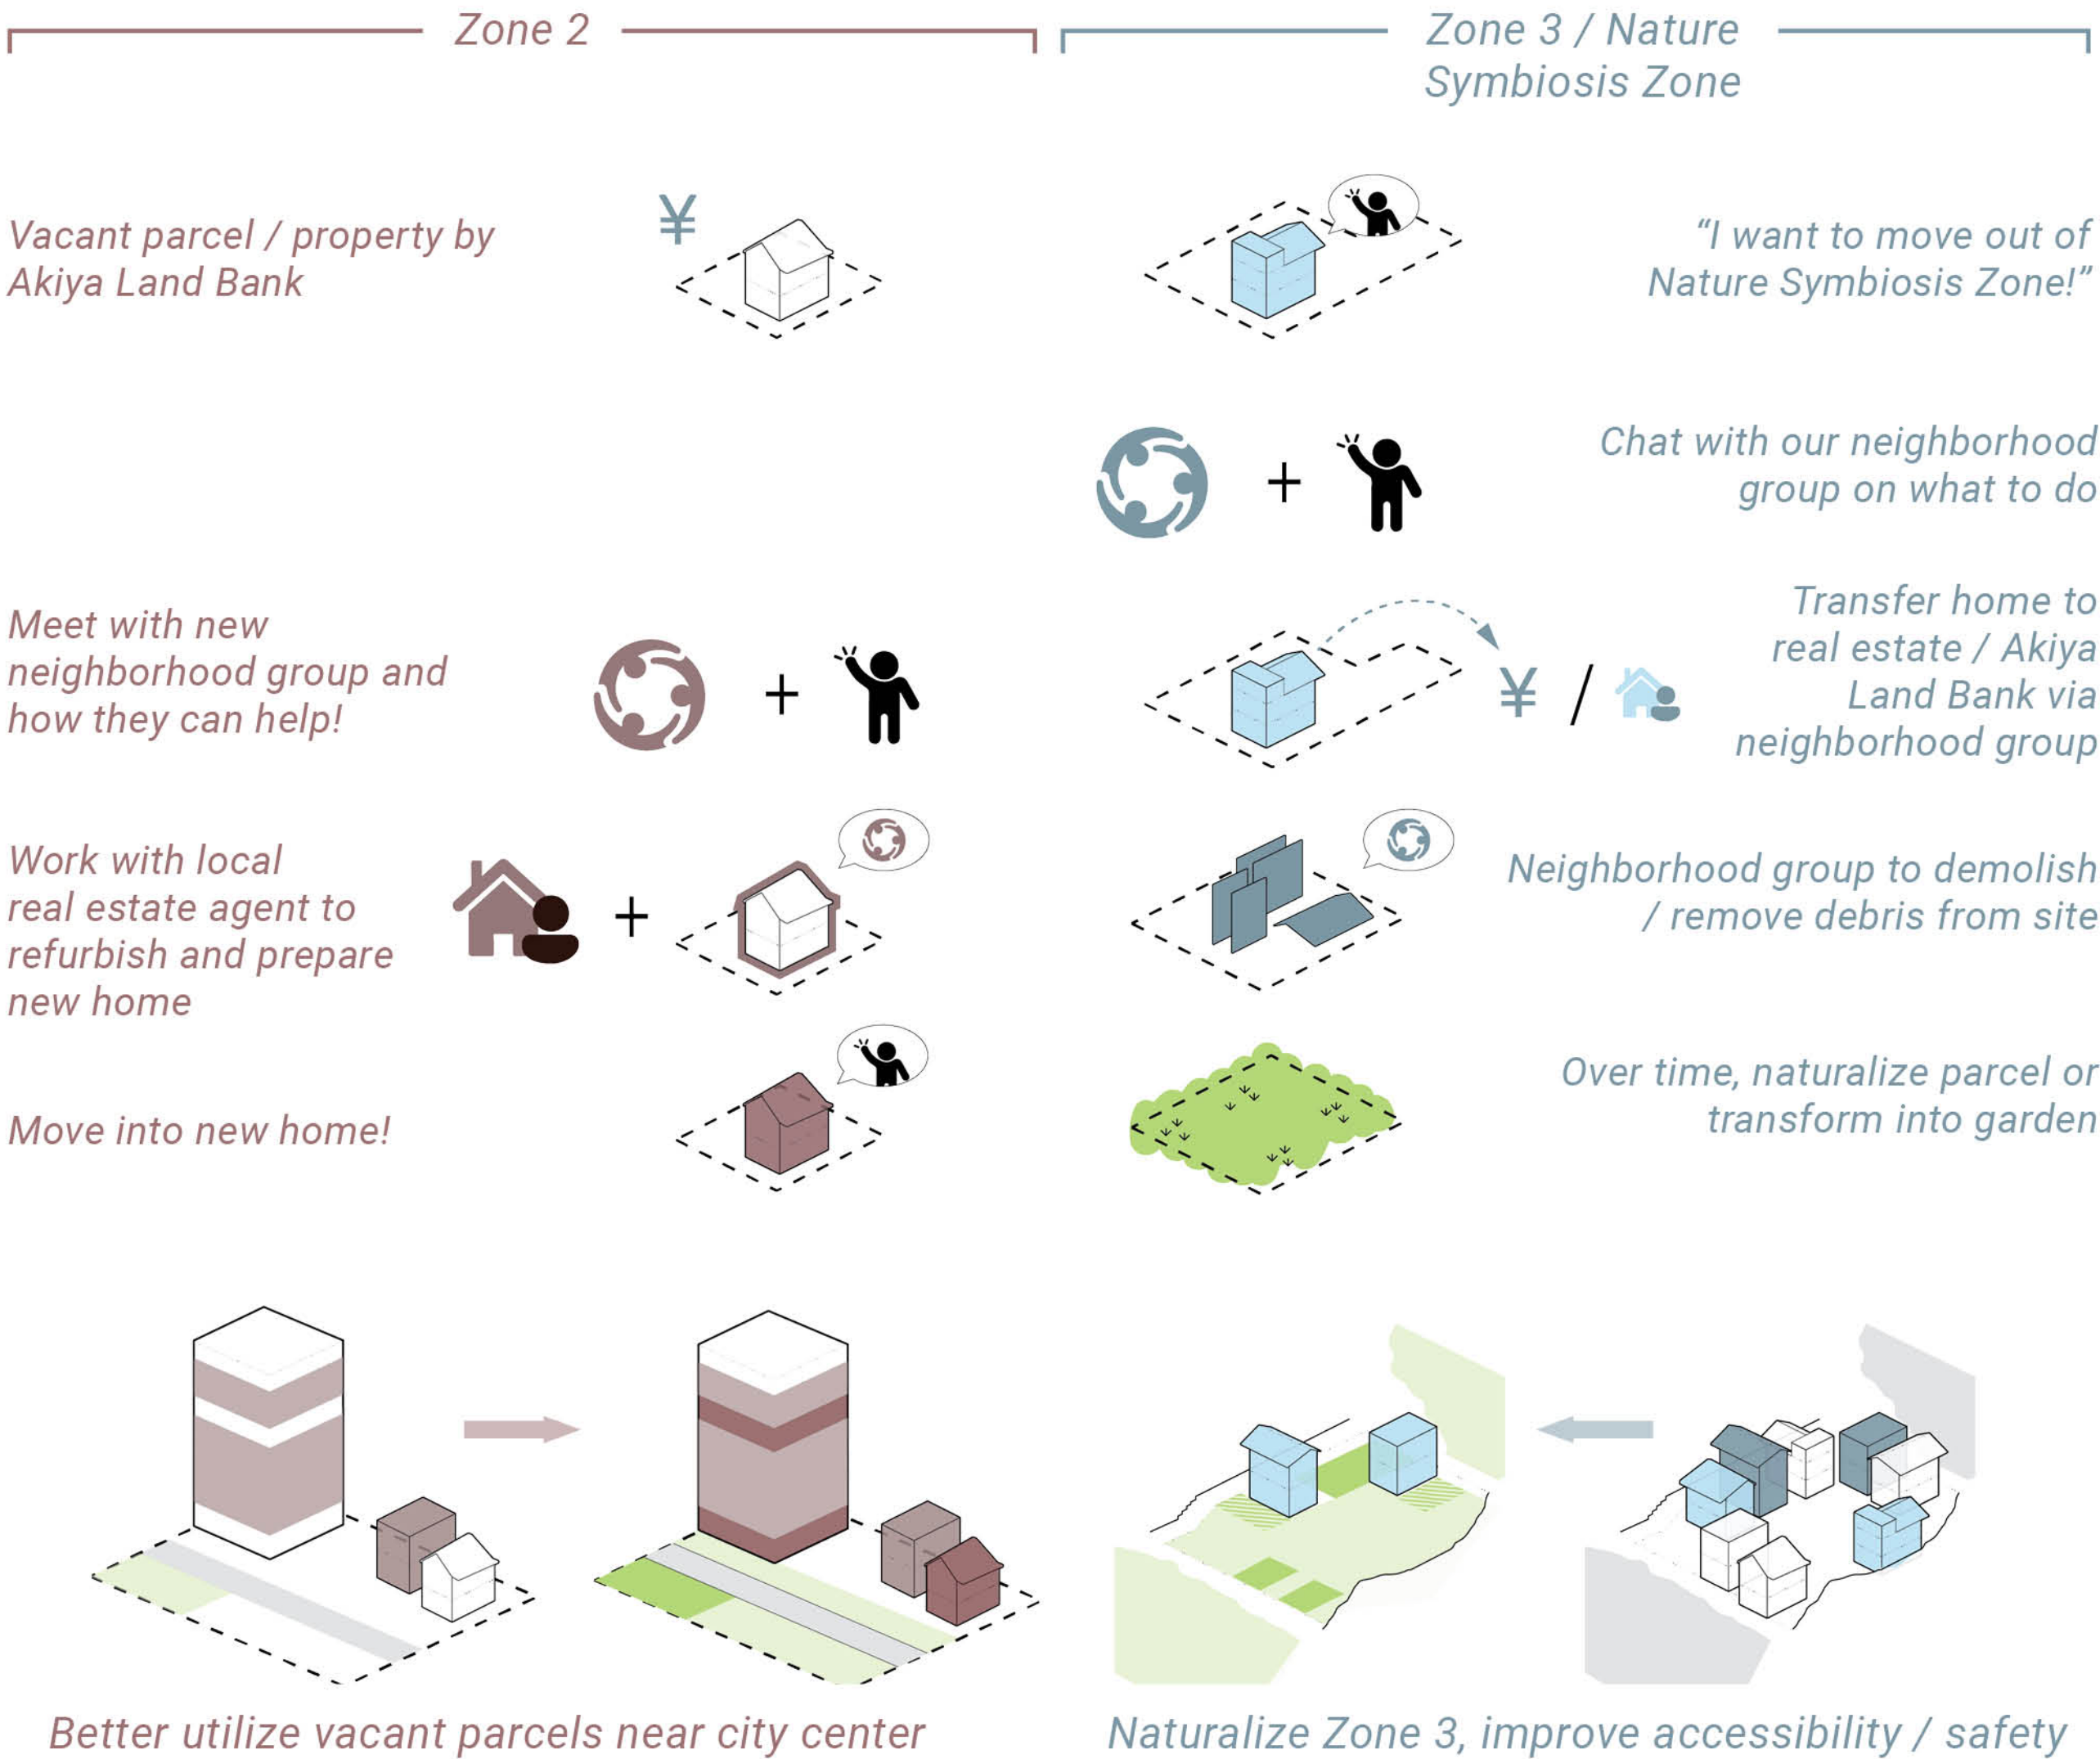 Zone 2
Zone 3 / Nature
Symbiosis Zone
Vacant parcel / property by
Akiya Land Bank
¥
“I want to move out of
Nature Symbiosis Zone!”
+
Chat with our neighborhood
group on what to do
Meet with new
neighborhood group and
how they can help!
+
¥ /
Transfer home to
real estate / Akiya
Land Bank via
neighborhood group
Work with local
real estate agent to
refurbish and prepare
new home
+
Neighborhood group to demolish
/ remove debris from site
Move into new home!
Over time, naturalize parcel or
transform into garden
Better utilize vacant parcels near city center
Naturalize Zone 3, improve accessibility / safety